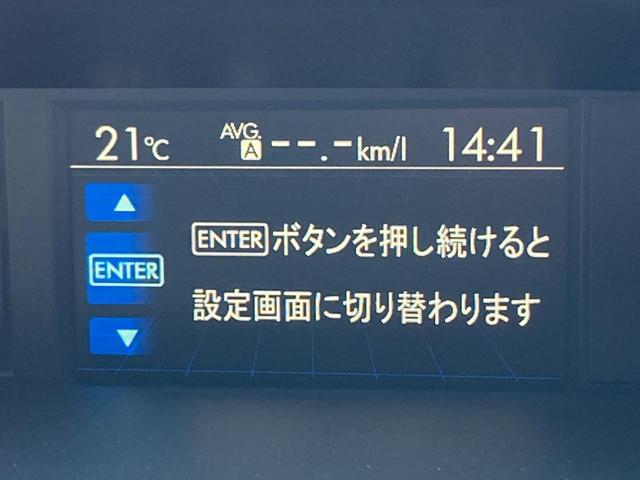 21℃ AVG. A --.-km/l 14:41
▲
ENTERボタンを押し続けると
ENTER
設定画面に切り替わります
▼